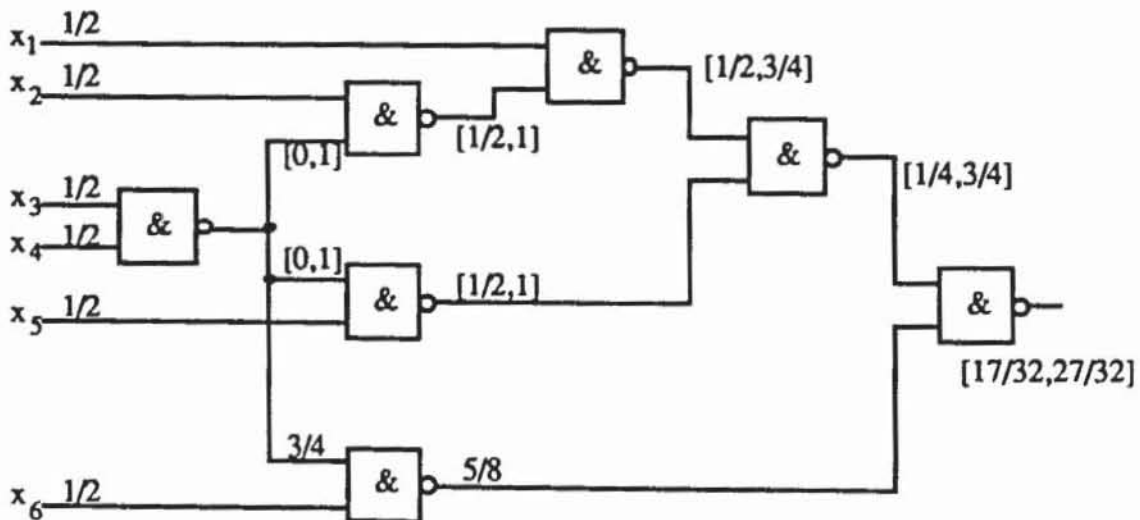 x1 1/2
&
[1/2,3/4]
x2 1/2
&
[1/2,1]
[0,1]
&
[1/4,3/4]
x3 1/2
&
x4 1/2
[0,1]
&
[1/2,1]
x5 1/2
&
[17/32,27/32]
3/4
&
5/8
x6 1/2